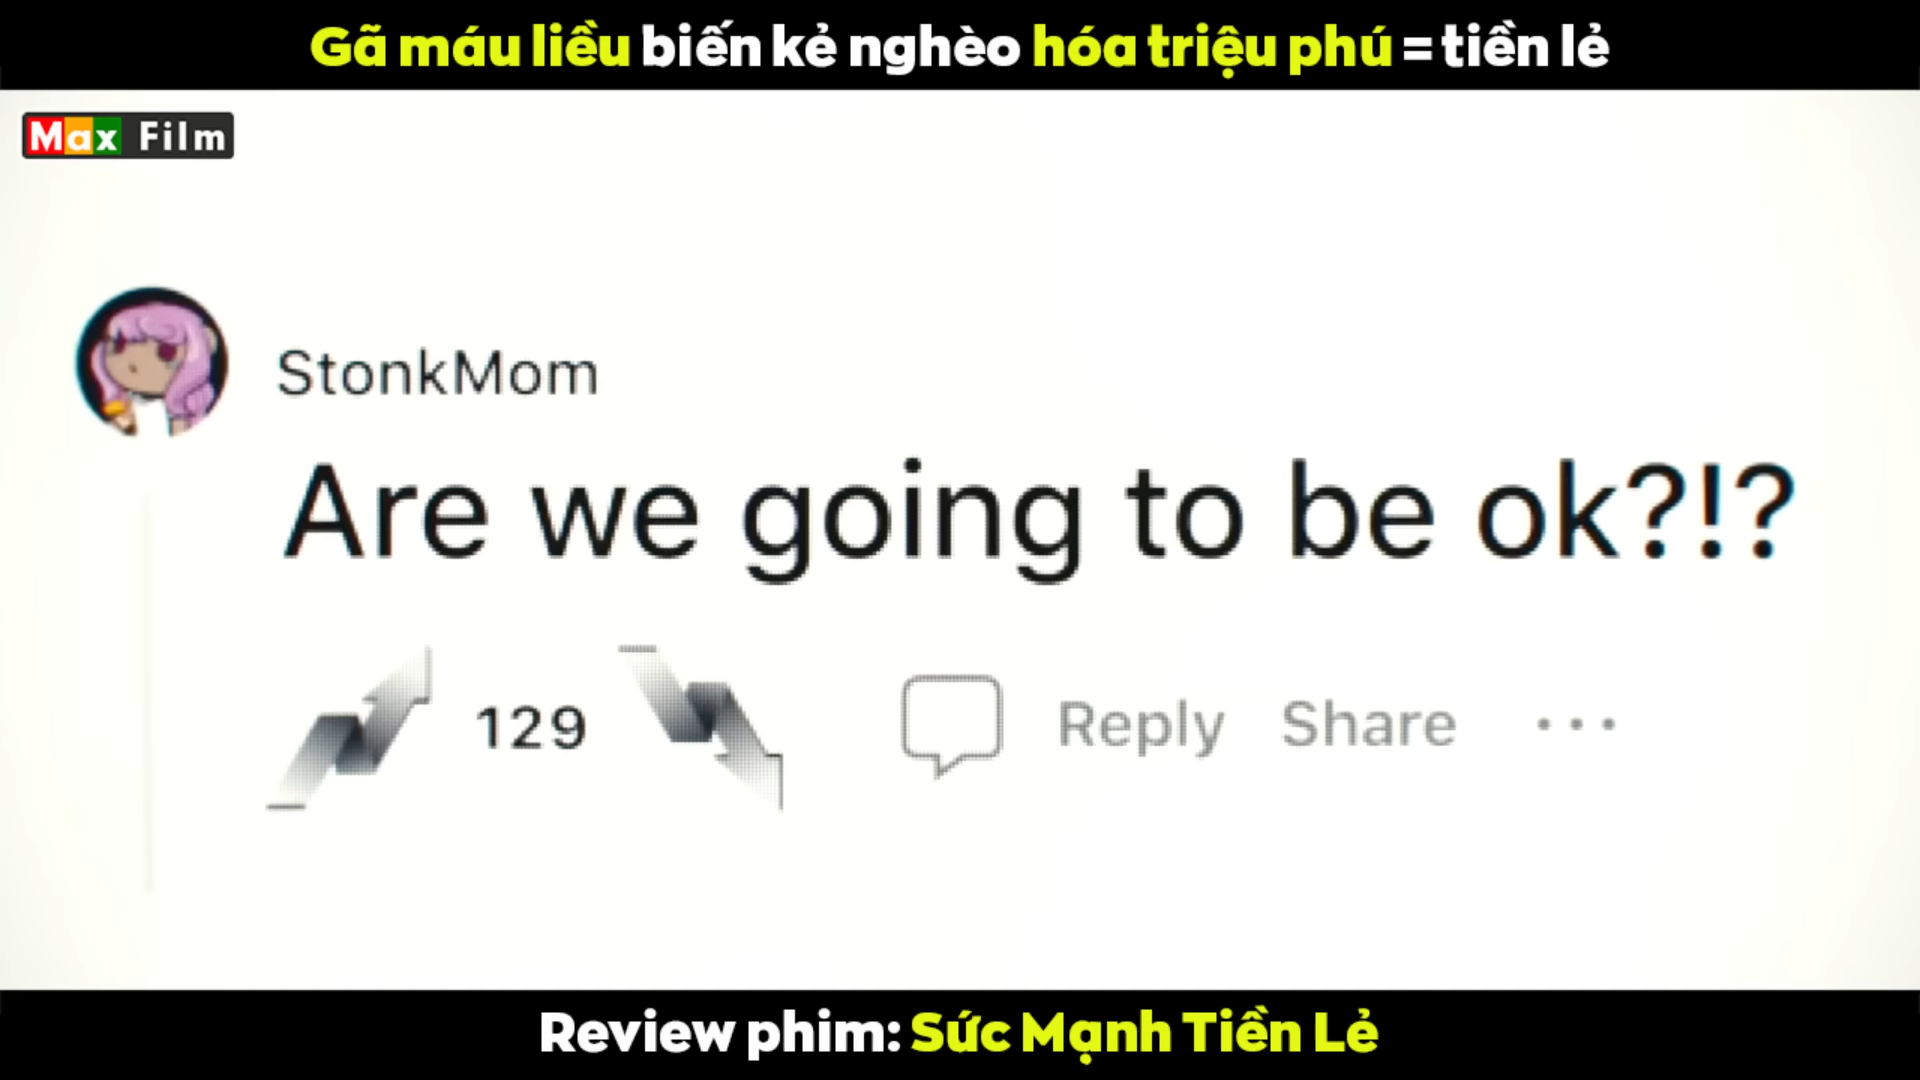 Gã máu liều biến kẻ nghèo hóa triệu phú = tiền lẻ
Max Film
StonkMom
Are we going to be ok?!?
129 Reply Share ...
Review phim: Sức Mạnh Tiền Lẻ